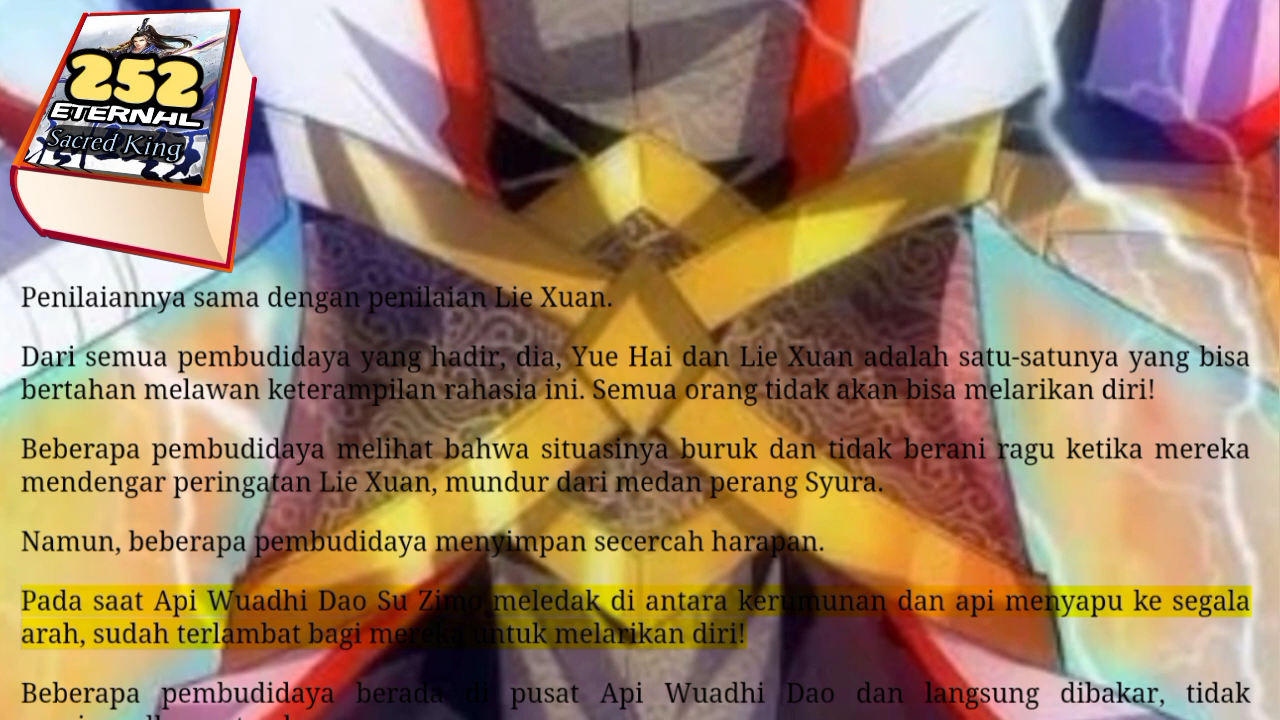 252
ETERNAL
Sacred King
Penilaiannya sama dengan penilaian Lie Xuan.
Dari semua pembudidaya yang hadir, dia, Yue Hai dan Lie Xuan adalah satu-satunya yang bisa
bertahan melawan keterampilan rahasia ini. Semua orang tidak akan bisa melarikan diri!
Beberapa pembudidaya melihat bahwa situasinya buruk dan tidak berani ragu ketika mereka
mendengar peringatan Lie Xuan, mundur dari medan perang Syura.
Namun, beberapa pembudidaya menyimpan secercah harapan.
Pada saat Api Wuadhi Dao Su Zimo meledak di antara kerumunan dan api menyapu ke segala
arah, sudah terlambat bagi mereka untuk melarikan diri!
Beberapa pembudidaya berada di pusat Api Wuadhi Dao dan langsung dibakar, tidak